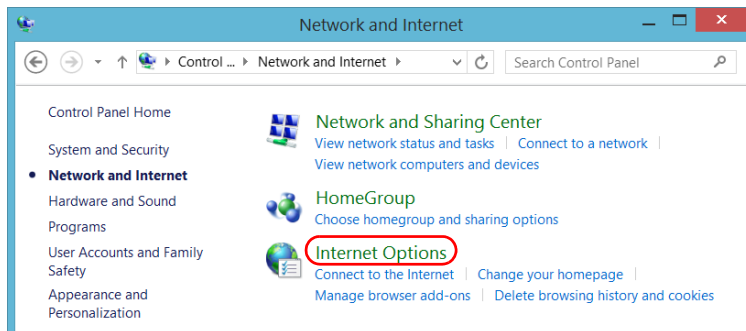 Network and Internet
Control ... Network and Internet
Search Control Panel
Control Panel Home
System and Security
Network and Internet
Hardware and Sound
Programs
User Accounts and Family
Safety
Appearance and
Personalization
Network and Sharing Center
View network status and tasks | Connect to a network |
View network computers and devices
HomeGroup
Choose homegroup and sharing options
Internet Options
Connect to the Internet | Change your homepage |
Manage browser add-ons | Delete browsing history and cookies